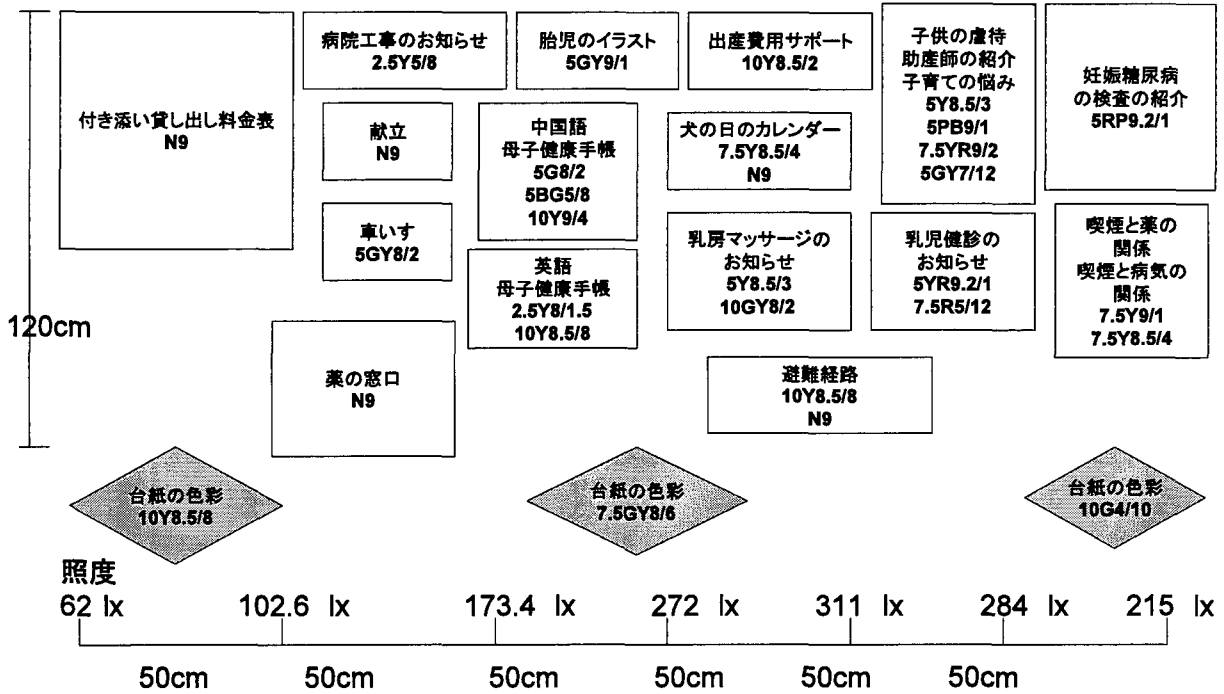 付き添い貸し出し料金表
N9
病院工事のお知らせ
2.5Y5/8
胎児のイラスト
5GY9/1
出産費用サポート
10Y8.5/2
子供の虐待
助産師の紹介
子育ての悩み
5Y8.5/3
5PB9/1
7.5YR9/2
5GY7/12
妊娠糖尿病
の検査の紹介
5RP9.2/1
献立
N9
中国語
母子健康手帳
5G8/2
5BG5/8
10Y9/4
犬の日のカレンダー
7.5Y8.5/4
N9
車いす
5GY8/2
英語
母子健康手帳
2.5Y8/1.5
10Y8.5/8
乳房マッサージの
お知らせ
5Y8.5/3
10GY8/2
乳児健診の
お知らせ
5YR9.2/1
7.5R5/12
喫煙と薬の
関係
喫煙と病気の
関係
7.5Y9/1
7.5Y8.5/4
120cm
薬の窓口
N9
避難経路
10Y8.5/8
N9
台紙の色彩
10Y8.5/8
台紙の色彩
7.5GY8/6
台紙の色彩
10G4/10
照度
62 lx 102.6 lx 173.4 lx 272 lx 311 lx 284 lx 215 lx
50cm 50cm 50cm 50cm 50cm 50cm